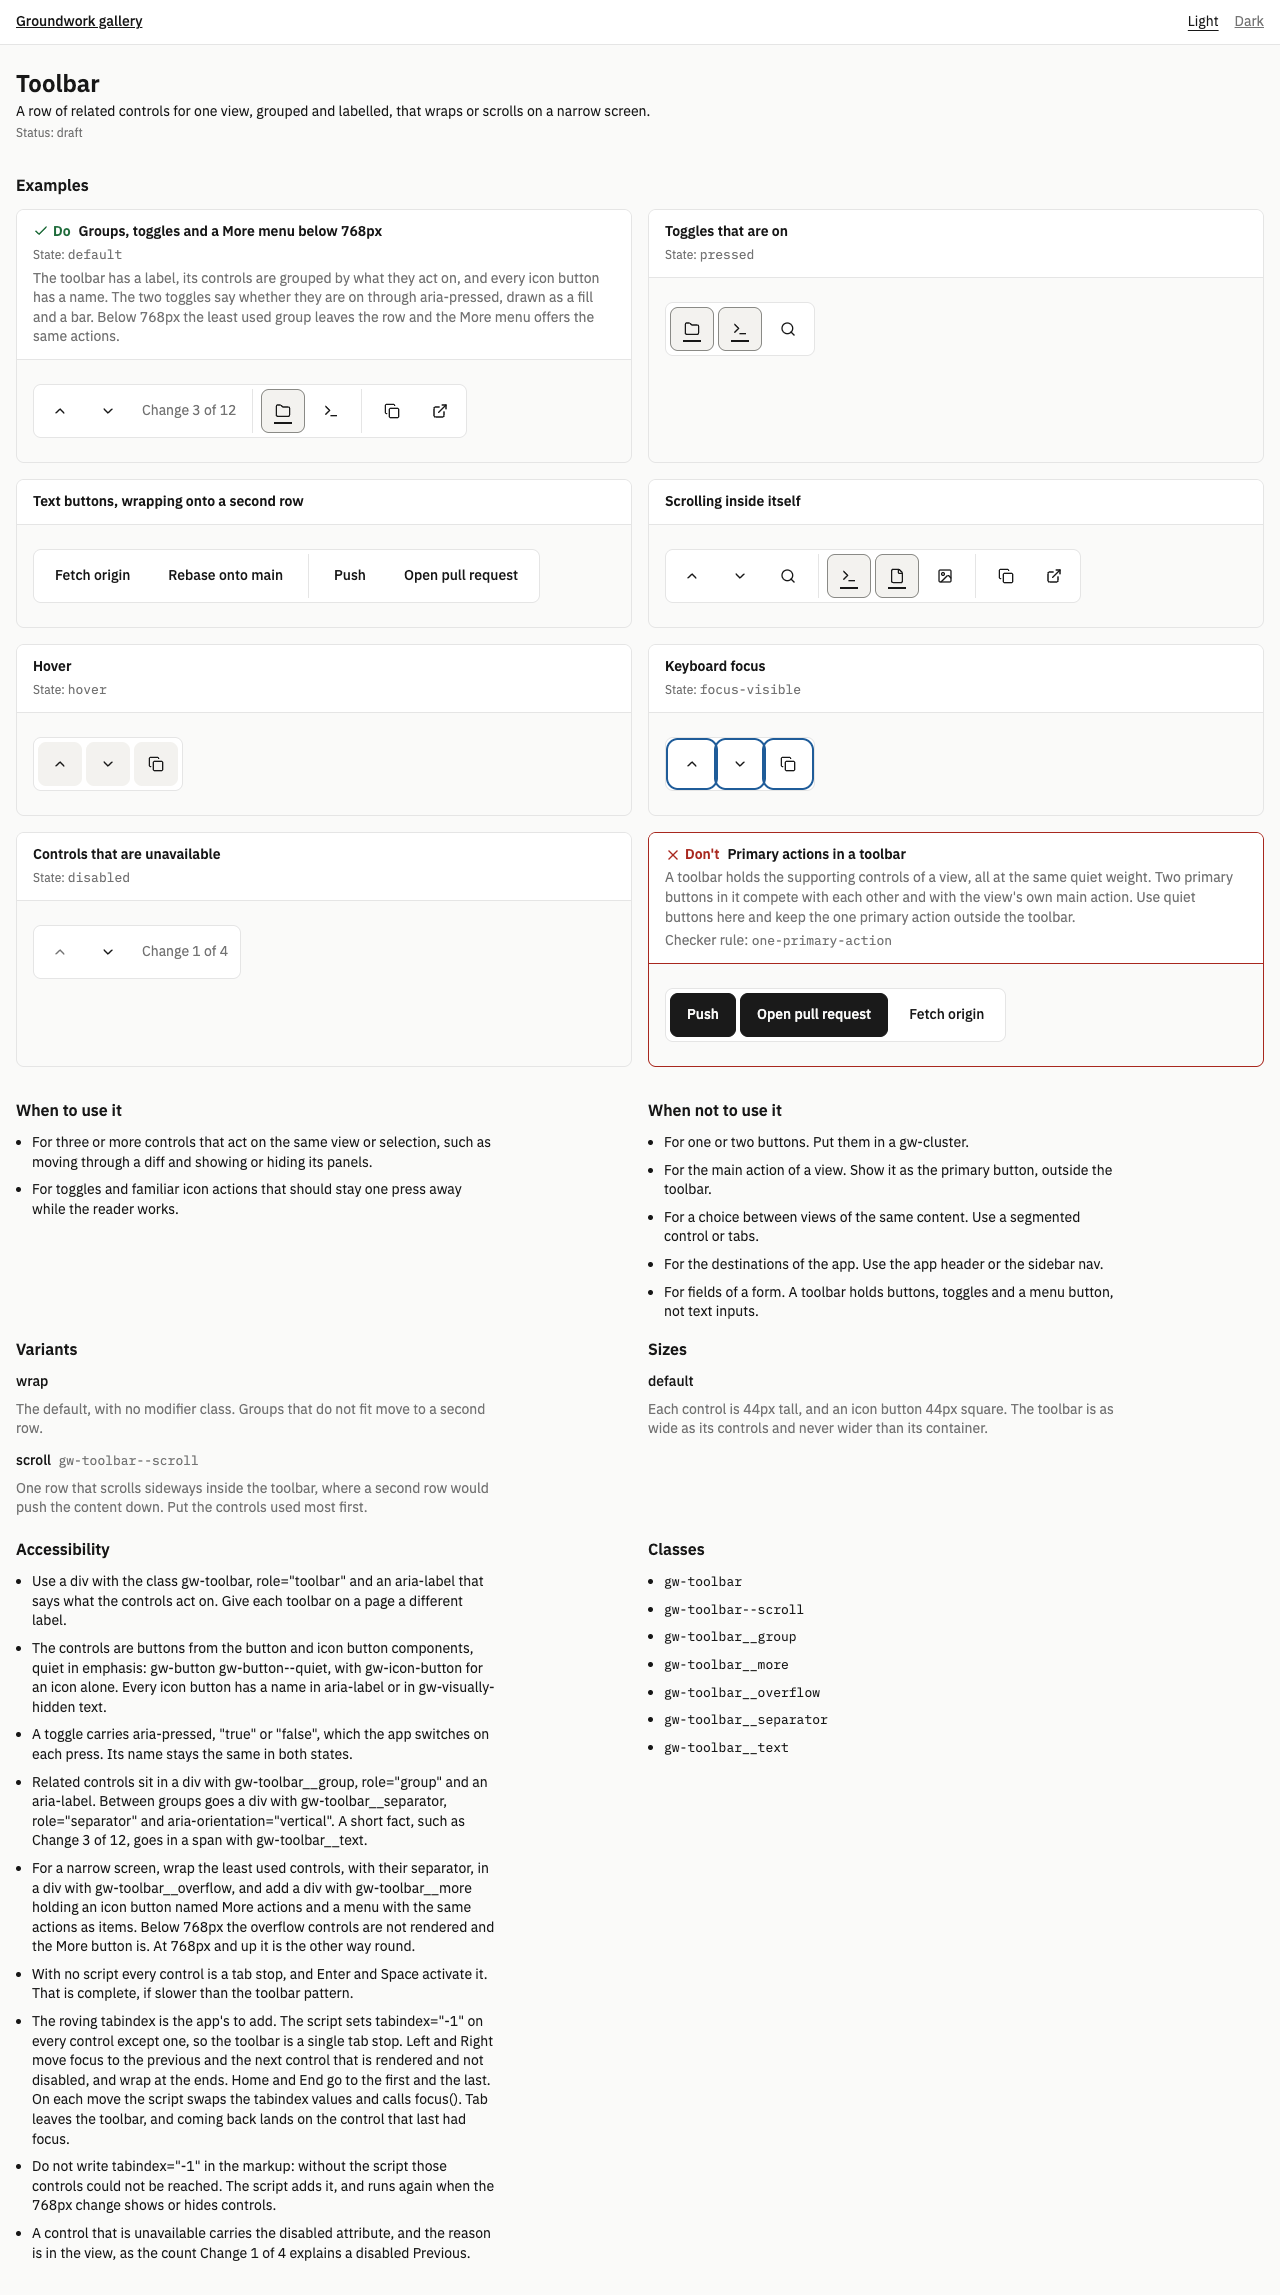 Groundwork gallery
Light Dark
Toolbar
A row of related controls for one view, grouped and labelled, that wraps or scrolls on a narrow screen.
Status: draft
Examples
Do Groups, toggles and a More menu below 768px
State: default
The toolbar has a label, its controls are grouped by what they act on, and every icon button
has a name. The two toggles say whether they are on through aria-pressed, drawn as a fill
and a bar. Below 768px the least used group leaves the row and the More menu offers the
same actions.
Change 3 of 12
Toggles that are on
State: pressed
Text buttons, wrapping onto a second row
Fetch origin Rebase onto main Push Open pull request
Scrolling inside itself
Hover
State: hover
Keyboard focus
State: focus-visible
Controls that are unavailable
State: disabled
Change 1 of 4
Don't Primary actions in a toolbar
A toolbar holds the supporting controls of a view, all at the same quiet weight. Two primary
buttons in it compete with each other and with the view's own main action. Use quiet
buttons here and keep the one primary action outside the toolbar.
Checker rule: one-primary-action
Push Open pull request Fetch origin
When to use it
For three or more controls that act on the same view or selection, such as
moving through a diff and showing or hiding its panels.
For toggles and familiar icon actions that should stay one press away
while the reader works.
When not to use it
For one or two buttons. Put them in a gw-cluster.
For the main action of a view. Show it as the primary button, outside the
toolbar.
For a choice between views of the same content. Use a segmented
control or tabs.
For the destinations of the app. Use the app header or the sidebar nav.
For fields of a form. A toolbar holds buttons, toggles and a menu button,
not text inputs.
Variants
wrap
The default, with no modifier class. Groups that do not fit move to a second
row.
scroll gw-toolbar--scroll
One row that scrolls sideways inside the toolbar, where a second row would
push the content down. Put the controls used most first.
Sizes
default
Each control is 44px tall, and an icon button 44px square. The toolbar is as
wide as its controls and never wider than its container.
Accessibility
Use a div with the class gw-toolbar, role="toolbar" and an aria-label that
says what the controls act on. Give each toolbar on a page a different
label.
The controls are buttons from the button and icon button components,
quiet in emphasis: gw-button gw-button--quiet, with gw-icon-button for
an icon alone. Every icon button has a name in aria-label or in gw-visually-
hidden text.
A toggle carries aria-pressed, "true" or "false", which the app switches on
each press. Its name stays the same in both states.
Related controls sit in a div with gw-toolbar__group, role="group" and an
aria-label. Between groups goes a div with gw-toolbar__separator,
role="separator" and aria-orientation="vertical". A short fact, such as
Change 3 of 12, goes in a span with gw-toolbar__text.
For a narrow screen, wrap the least used controls, with their separator, in
a div with gw-toolbar__overflow, and add a div with gw-toolbar__more
holding an icon button named More actions and a menu with the same
actions as items. Below 768px the overflow controls are not rendered and
the More button is. At 768px and up it is the other way round.
With no script every control is a tab stop, and Enter and Space activate it.
That is complete, if slower than the toolbar pattern.
The roving tabindex is the app's to add. The script sets tabindex="-1" on
every control except one, so the toolbar is a single tab stop. Left and Right
move focus to the previous and the next control that is rendered and not
disabled, and wrap at the ends. Home and End go to the first and the last.
On each move the script swaps the tabindex values and calls focus(). Tab
leaves the toolbar, and coming back lands on the control that last had
focus.
Do not write tabindex="-1" in the markup: without the script those
controls could not be reached. The script adds it, and runs again when the
768px change shows or hides controls.
A control that is unavailable carries the disabled attribute, and the reason
is in the view, as the count Change 1 of 4 explains a disabled Previous.
Classes
gw-toolbar
gw-toolbar--scroll
gw-toolbar__group
gw-toolbar__more
gw-toolbar__overflow
gw-toolbar__separator
gw-toolbar__text